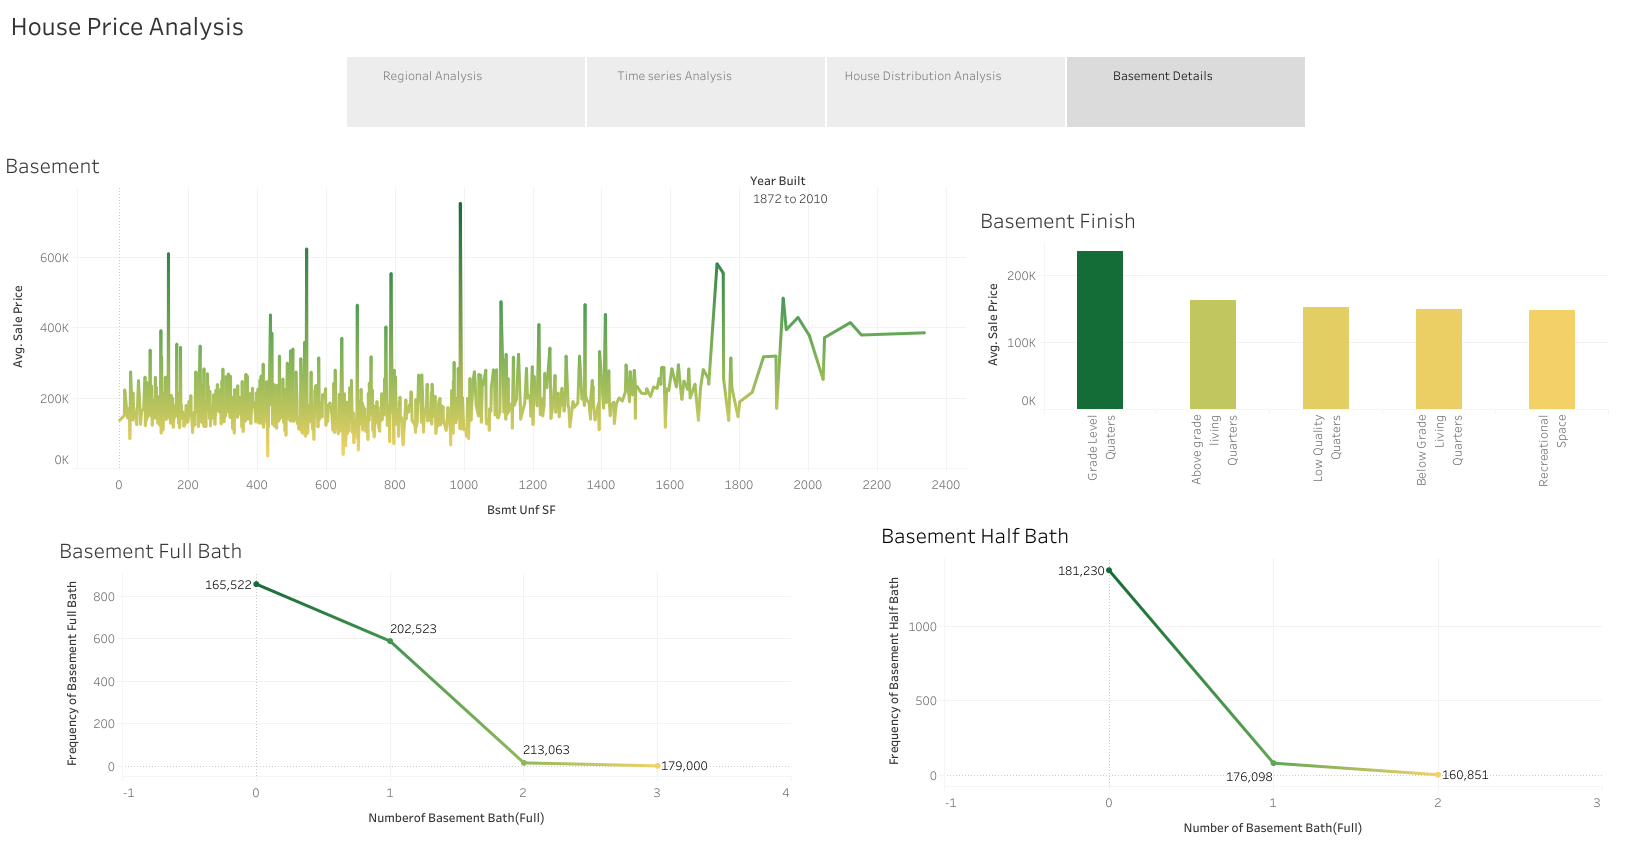 House Price Analysis
Regional Analysis
Time series Analysis
House Distribution Analysis
Basement Details
Basement
Year Built
1872 to 2010
Avg. Sale Price
600K
400K
200K
0K
0
200
400
600
800
1000
1200
1400
1600
1800
2000
2200
2400
Bsmt Unf SF
Basement Finish
Avg. Sale Price
200K
100K
0K
Grade Level
Quaters
Above grade
living
Quarters
Low Quality
Quaters
Below Grade
Living
Quarters
Recreational
Space
Basement Full Bath
Frequency of Basement Full Bath
800
600
400
200
0
165,522
202,523
213,063
179,000
-1
0
1
2
3
4
Numberof Basement Bath(Full)
Basement Half Bath
Frequency of Basement Half Bath
1000
500
0
181,230
176,098
160,851
-1
0
1
2
3
Number of Basement Bath(Full)